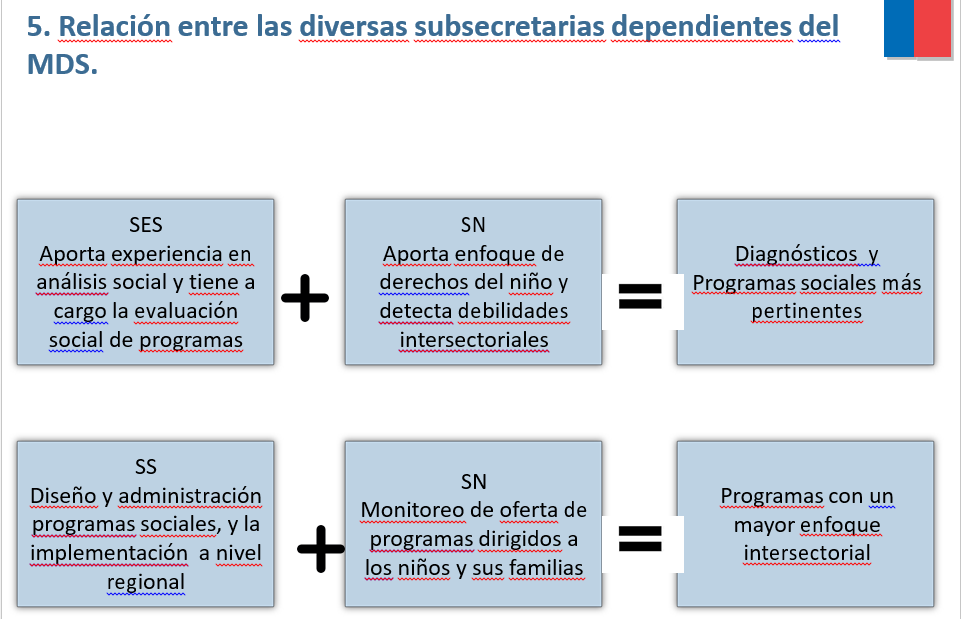 5. Relación entre las diversas subsecretarias dependientes del
MDS.
SES
Aporta experiencia en
análisis social y tiene a
cargo la evaluación
social de programas
+
SN
Aporta enfoque de
derechos del niño y
detecta debilidades
intersectoriales
=
Diagnósticos y
Programas sociales más
pertinentes
SS
Diseño y administración
programas sociales, y la
implementación a nivel
regional
+
SN
Monitoreo de oferta de
programas dirigidos a
los niños y sus familias
=
Programas con un
mayor enfoque
intersectorial